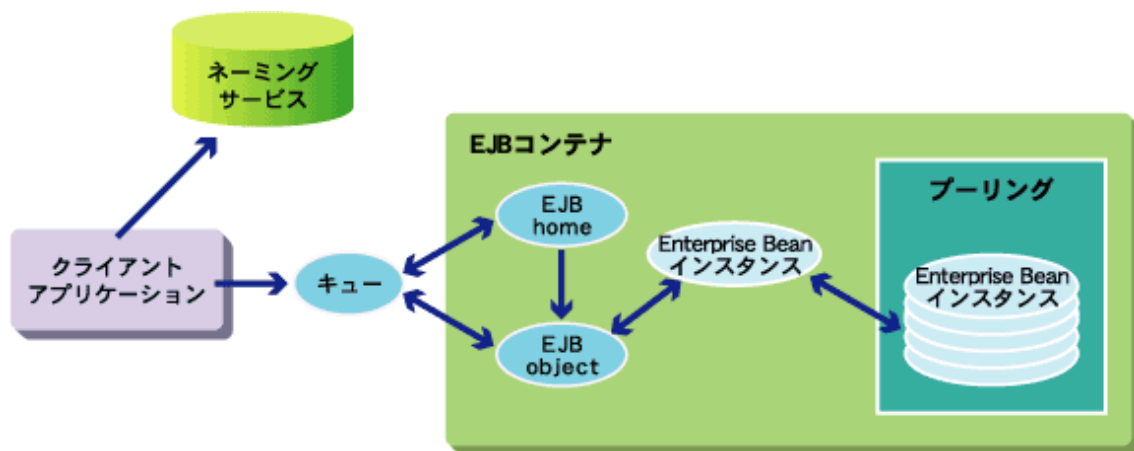 ネーミング
サービス
EJBコンテナ
プーリング
EJB
home
Enterprise Bean
インスタンス
クライアント
アプリケーション
キュー
Enterprise Bean
インスタンス
EJB
object